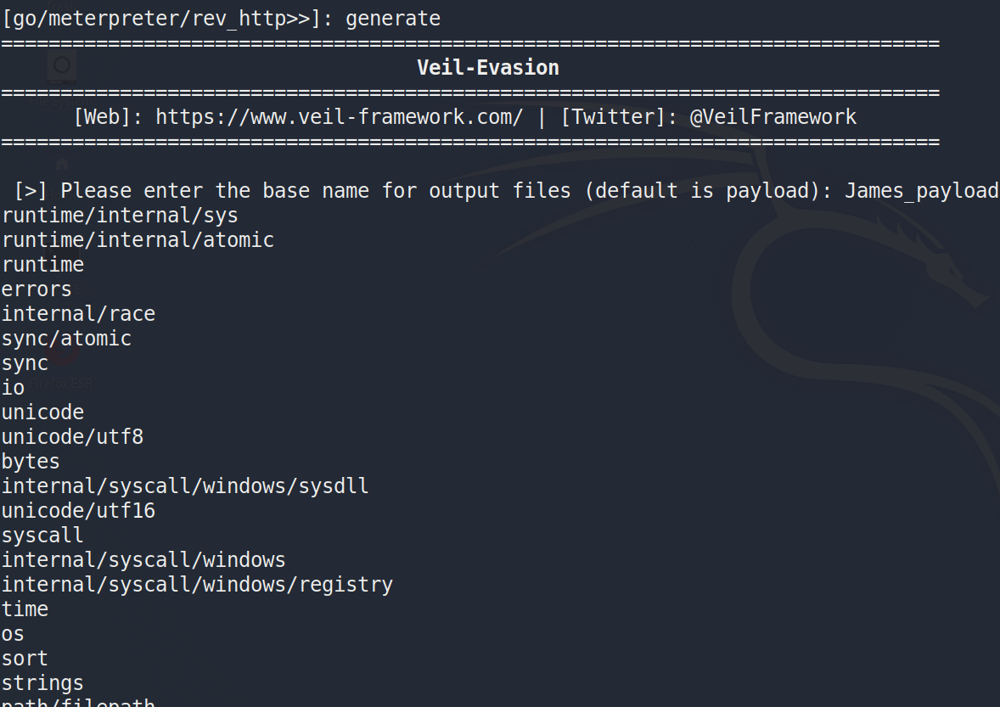 [go/meterpreter/rev_http>>]: generate
===============================================================================
Veil-Evasion
===============================================================================
[Web]: https://www.veil-framework.com/ | [Twitter]: @VeilFramework
===============================================================================
[>] Please enter the base name for output files (default is payload): James_payload
runtime/internal/sys
runtime/internal/atomic
runtime
errors
internal/race
sync/atomic
sync
io
unicode
unicode/utf8
bytes
internal/syscall/windows/sysdll
unicode/utf16
syscall
internal/syscall/windows
internal/syscall/windows/registry
time
os
sort
strings
path/filepath